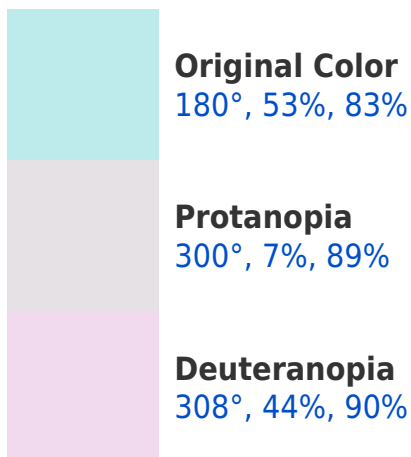 Original Color
180°, 53%, 83%
Protanopia
300°, 7%, 89%
Deuteranopia
308°, 44%, 90%